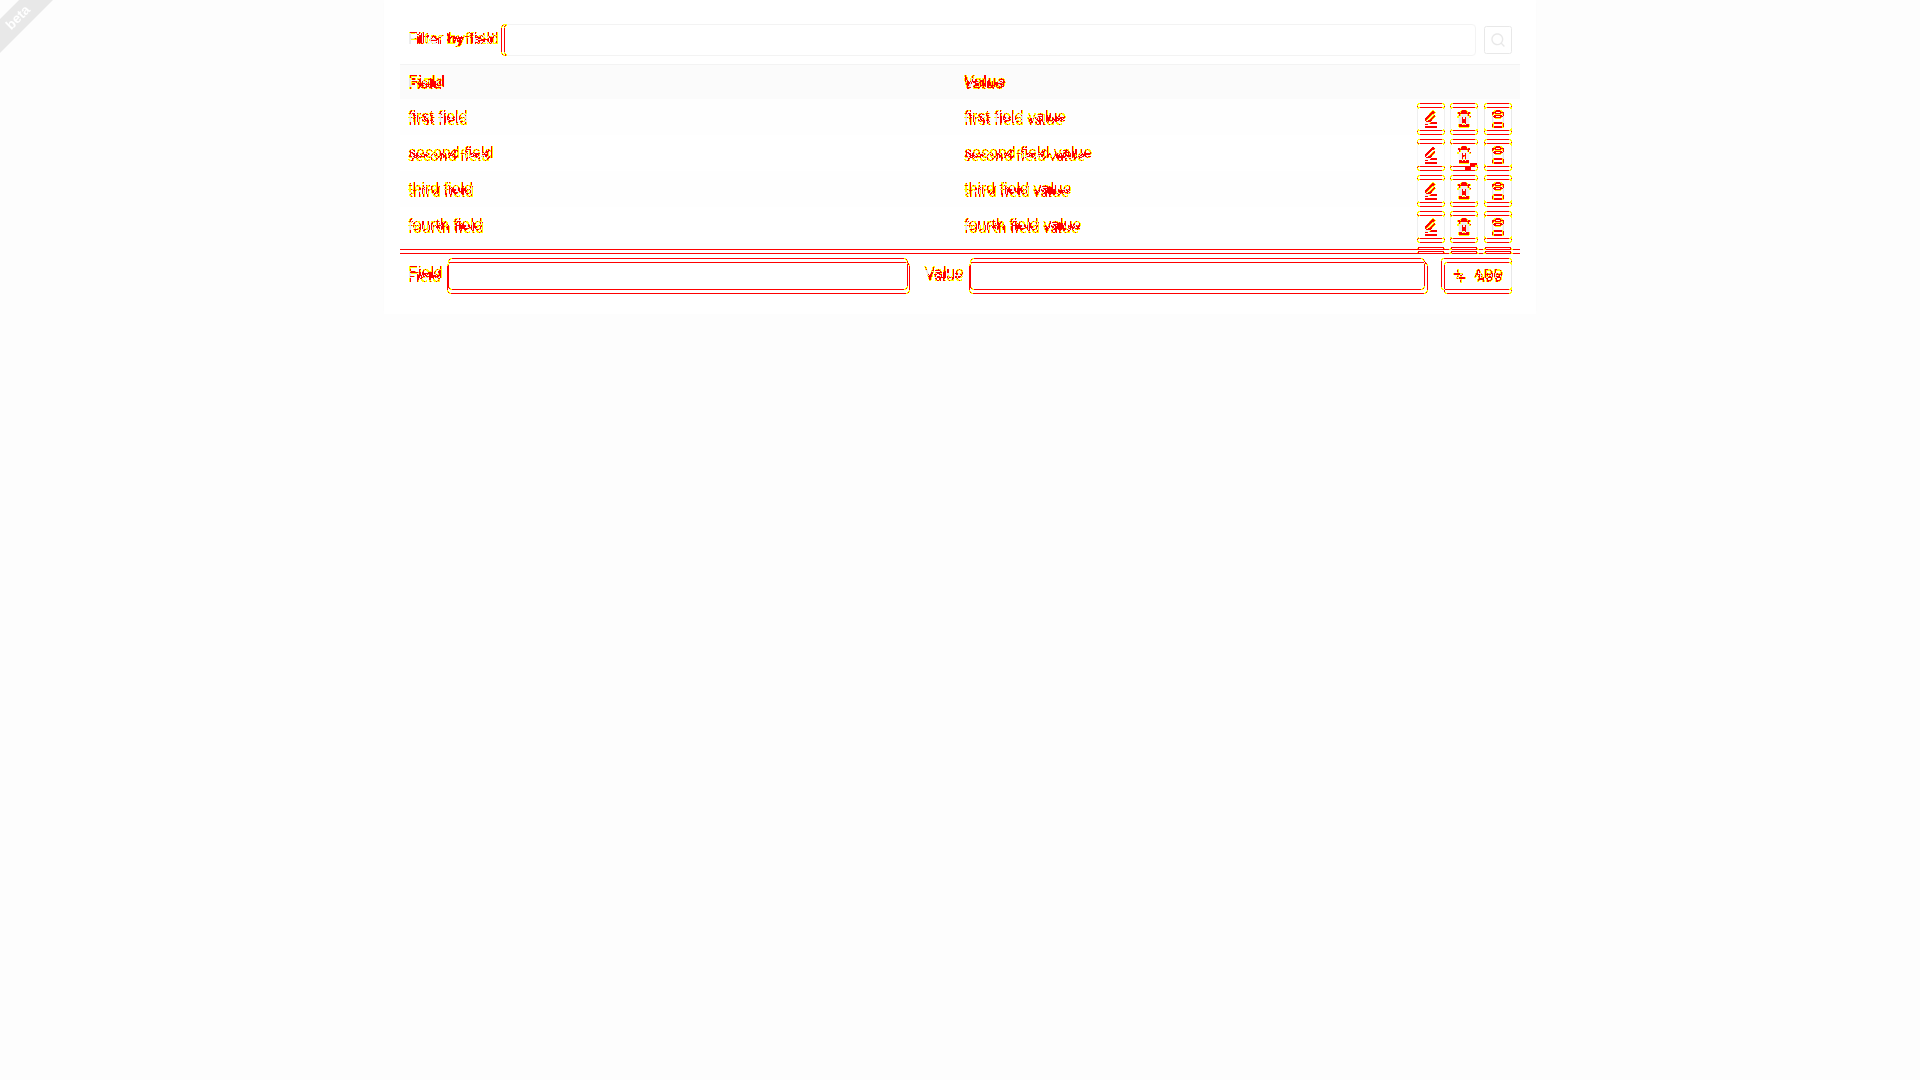 beta
Filter by field
Field Value
first field first field value
second field second field value
third field third field value
fourth field fourth field value
Field Value ADD